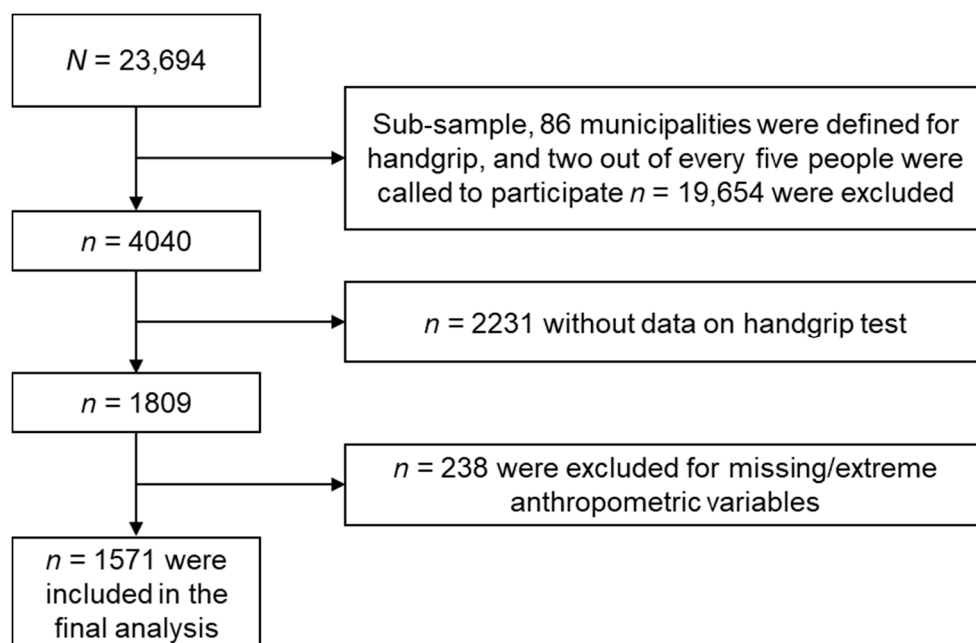 N = 23,694
Sub-sample, 86 municipalities were defined for
handgrip, and two out of every five people were
called to participate n = 19,654 were excluded
n = 4040
n = 2231 without data on handgrip test
n = 1809
n = 238 were excluded for missing/extreme
anthropometric variables
n = 1571 were
included in the
final analysis